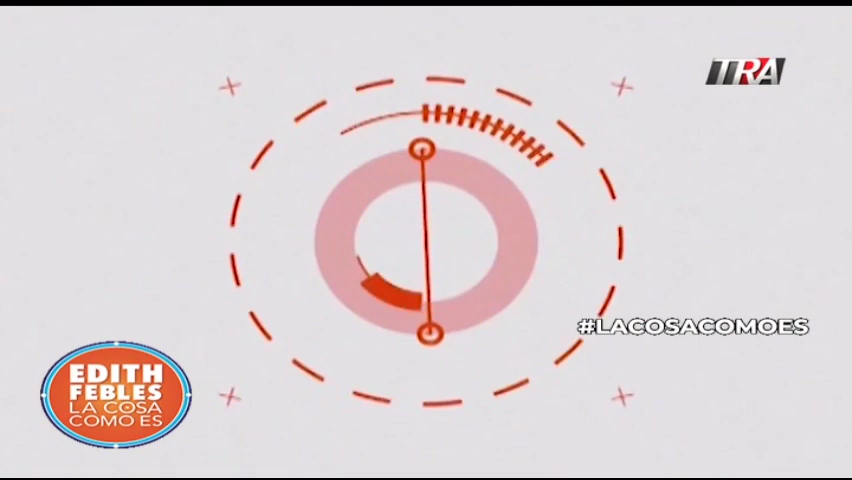 TRA
#LACOSACOMOES
EDITH
FEBLES
LA COSA
COMO ES